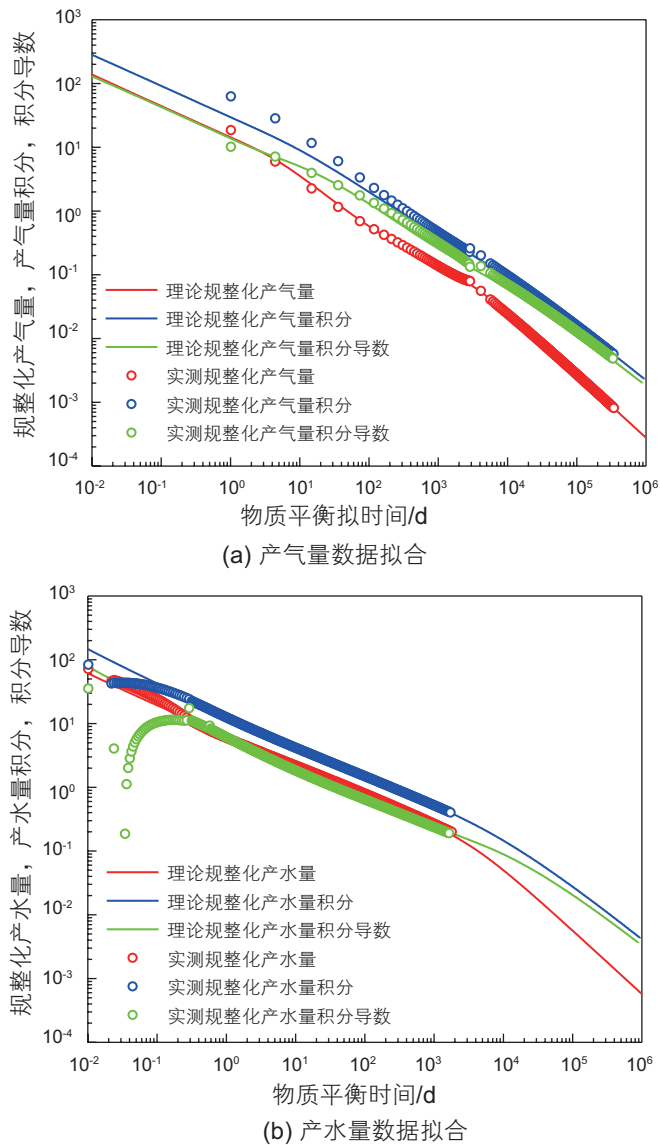 规整化产气量，产气量积分，积分导数
10³
10²
10¹
10⁰
10⁻¹
10⁻²
10⁻³
10⁻⁴
理论规整化产气量
理论规整化产气量积分
理论规整化产气量积分导数
实测规整化产气量
实测规整化产气量积分
实测规整化产气量积分导数
10⁻² 10⁻¹ 10⁰ 10¹ 10² 10³ 10⁴ 10⁵ 10⁶
物质平衡拟时间/d
(a) 产气量数据拟合
规整化产水量，产水量积分，积分导数
10³
10²
10¹
10⁰
10⁻¹
10⁻²
10⁻³
10⁻⁴
理论规整化产水量
理论规整化产水量积分
理论规整化产水量积分导数
实测规整化产水量
实测规整化产水量积分
实测规整化产水量积分导数
10⁻² 10⁻¹ 10⁰ 10¹ 10² 10³ 10⁴ 10⁵ 10⁶
物质平衡时间/d
(b) 产水量数据拟合